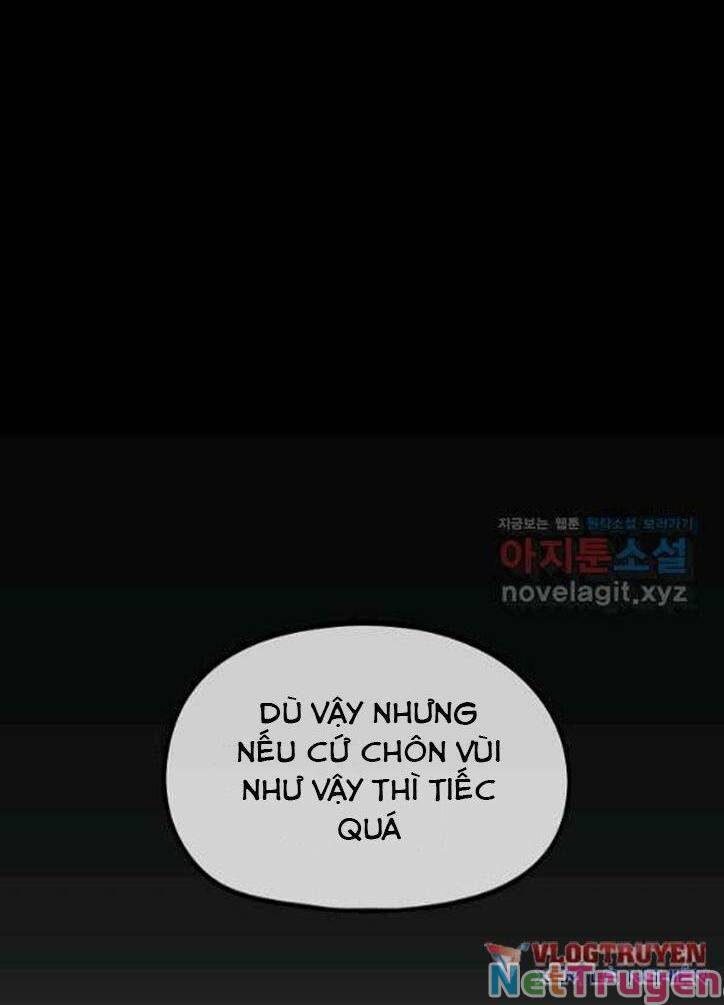 지금보는 웹툰 원작소설 보러가기
아지툰소설
novelagit.xyz
DÙ VẬY NHƯNG
NẾU CỨ CHÔN VÙI
NHƯ VẬY THÌ TIẾC
QUÁ
VLOGTRUYEN
NetTruyen